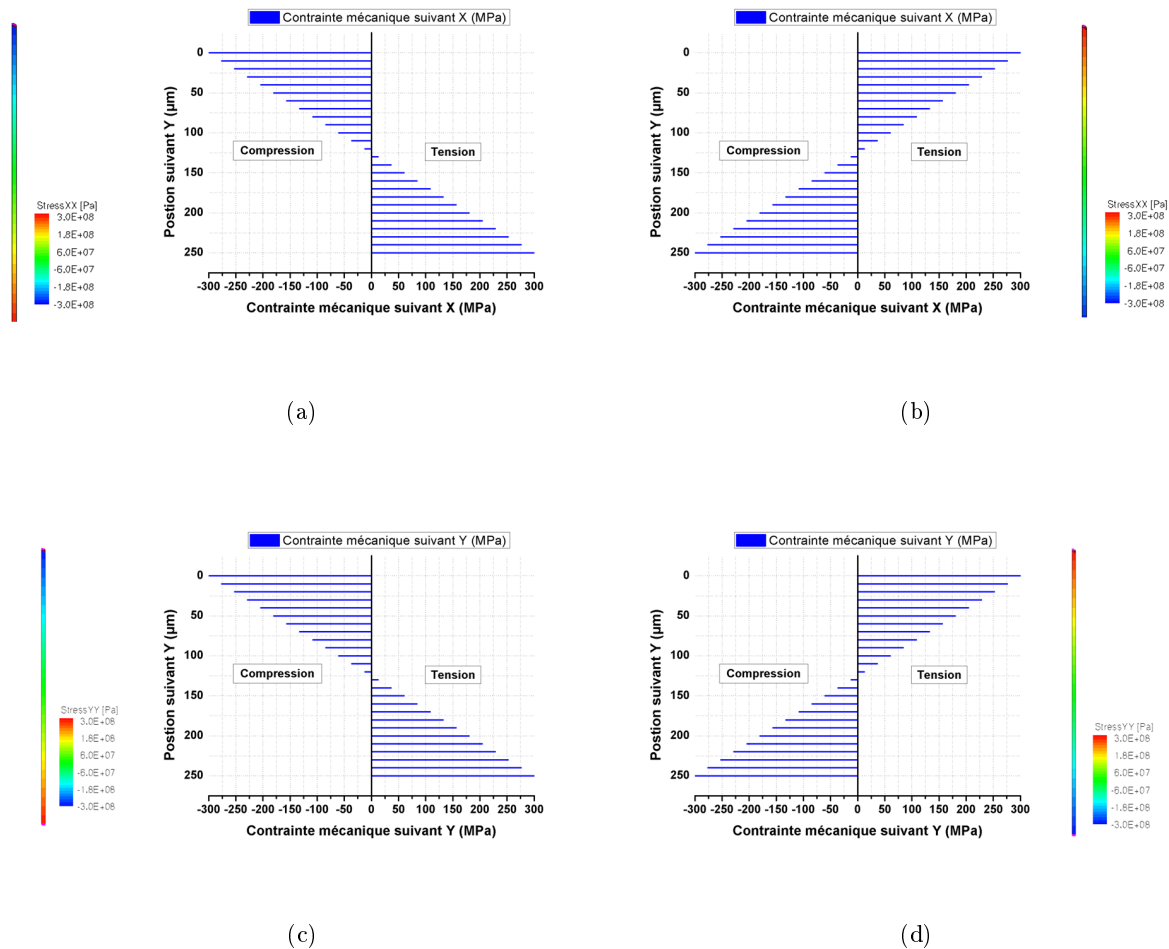 Contrainte mécanique suivant X (MPa)
0
50
100
150
200
250
Postion suivant Y (µm)
Compression
Tension
-300 -250 -200 -150 -100 -50 0 50 100 150 200 250 300
Contrainte mécanique suivant X (MPa)
StressXX [Pa]
3.0E+08
1.8E+08
6.0E+07
-6.0E+07
-1.8E+08
-3.0E+08
(a)
Contrainte mécanique suivant X (MPa)
0
50
100
150
200
250
Postion suivant Y (µm)
Compression
Tension
-300 -250 -200 -150 -100 -50 0 50 100 150 200 250 300
Contrainte mécanique suivant X (MPa)
StressXX [Pa]
3.0E+08
1.8E+08
6.0E+07
-6.0E+07
-1.8E+08
-3.0E+08
(b)
Contrainte mécanique suivant Y (MPa)
0
50
100
150
200
250
Postion suivant Y (µm)
Compression
Tension
-300 -250 -200 -150 -100 -50 0 50 100 150 200 250 300
Contrainte mécanique suivant Y (MPa)
StressYY [Pa]
3.0E+08
1.8E+08
6.0E+07
-6.0E+07
-1.8E+08
-3.0E+08
(c)
Contrainte mécanique suivant Y (MPa)
0
50
100
150
200
250
Postion suivant Y (µm)
Compression
Tension
-300 -250 -200 -150 -100 -50 0 50 100 150 200 250 300
Contrainte mécanique suivant Y (MPa)
StressYY [Pa]
3.0E+08
1.8E+08
6.0E+07
-6.0E+07
-1.8E+08
-3.0E+08
(d)